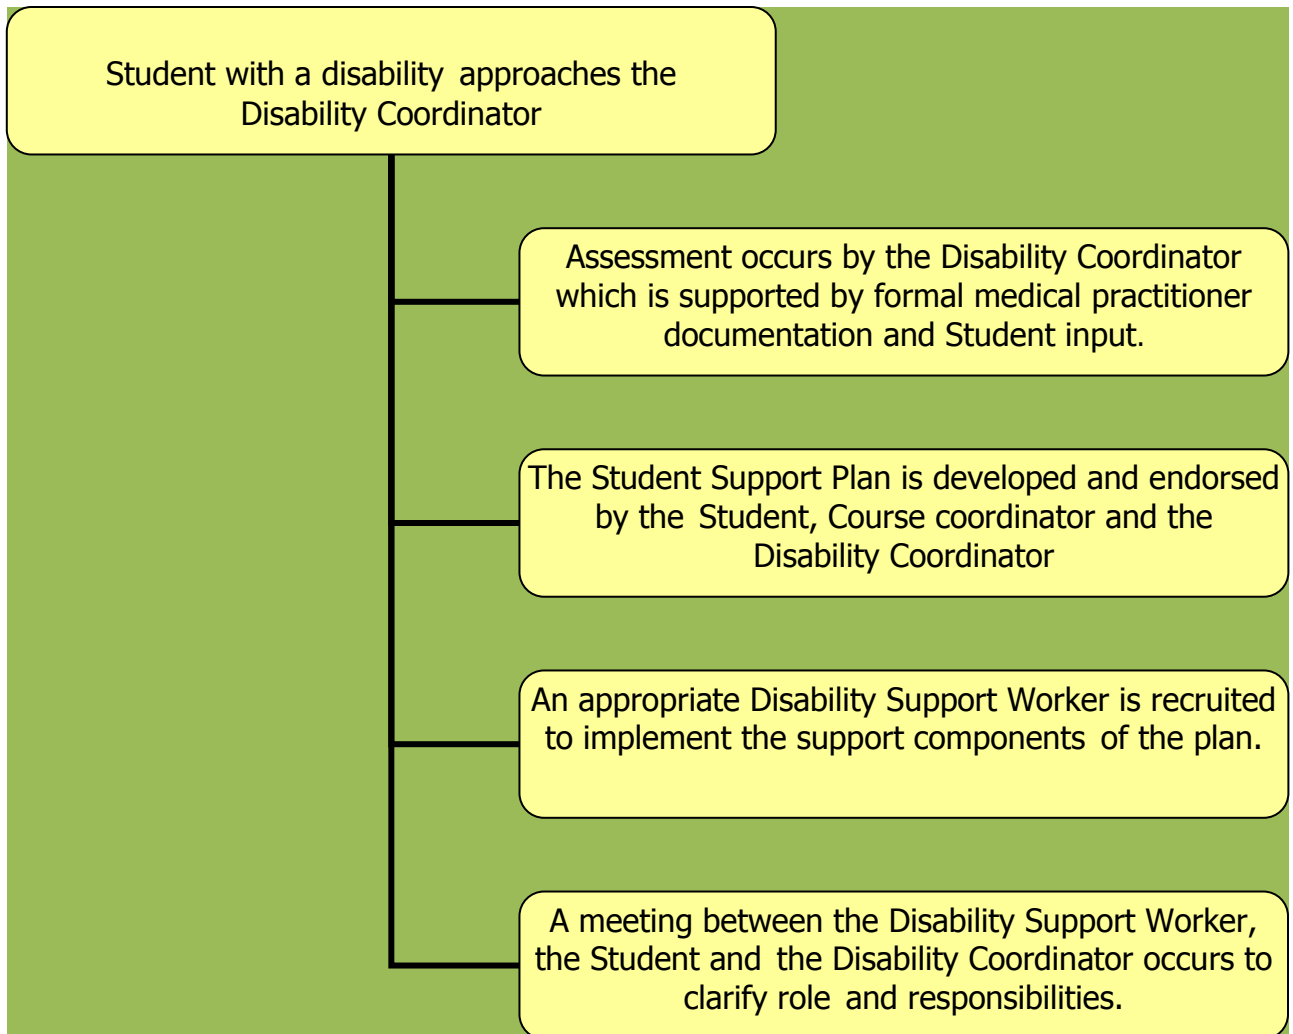 Student with a disability approaches the
Disability Coordinator
Assessment occurs by the Disability Coordinator
which is supported by formal medical practitioner
documentation and Student input.
The Student Support Plan is developed and endorsed
by the Student, Course coordinator and the
Disability Coordinator
An appropriate Disability Support Worker is recruited
to implement the support components of the plan.
A meeting between the Disability Support Worker,
the Student and the Disability Coordinator occurs to
clarify role and responsibilities.